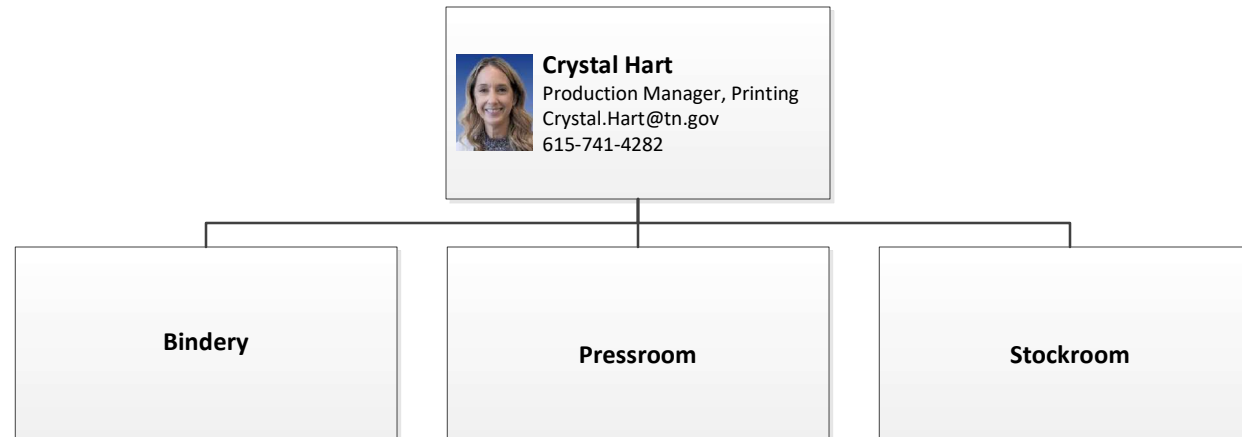 Crystal Hart
Production Manager, Printing
Crystal.Hart@tn.gov
615-741-4282
Bindery
Pressroom
Stockroom